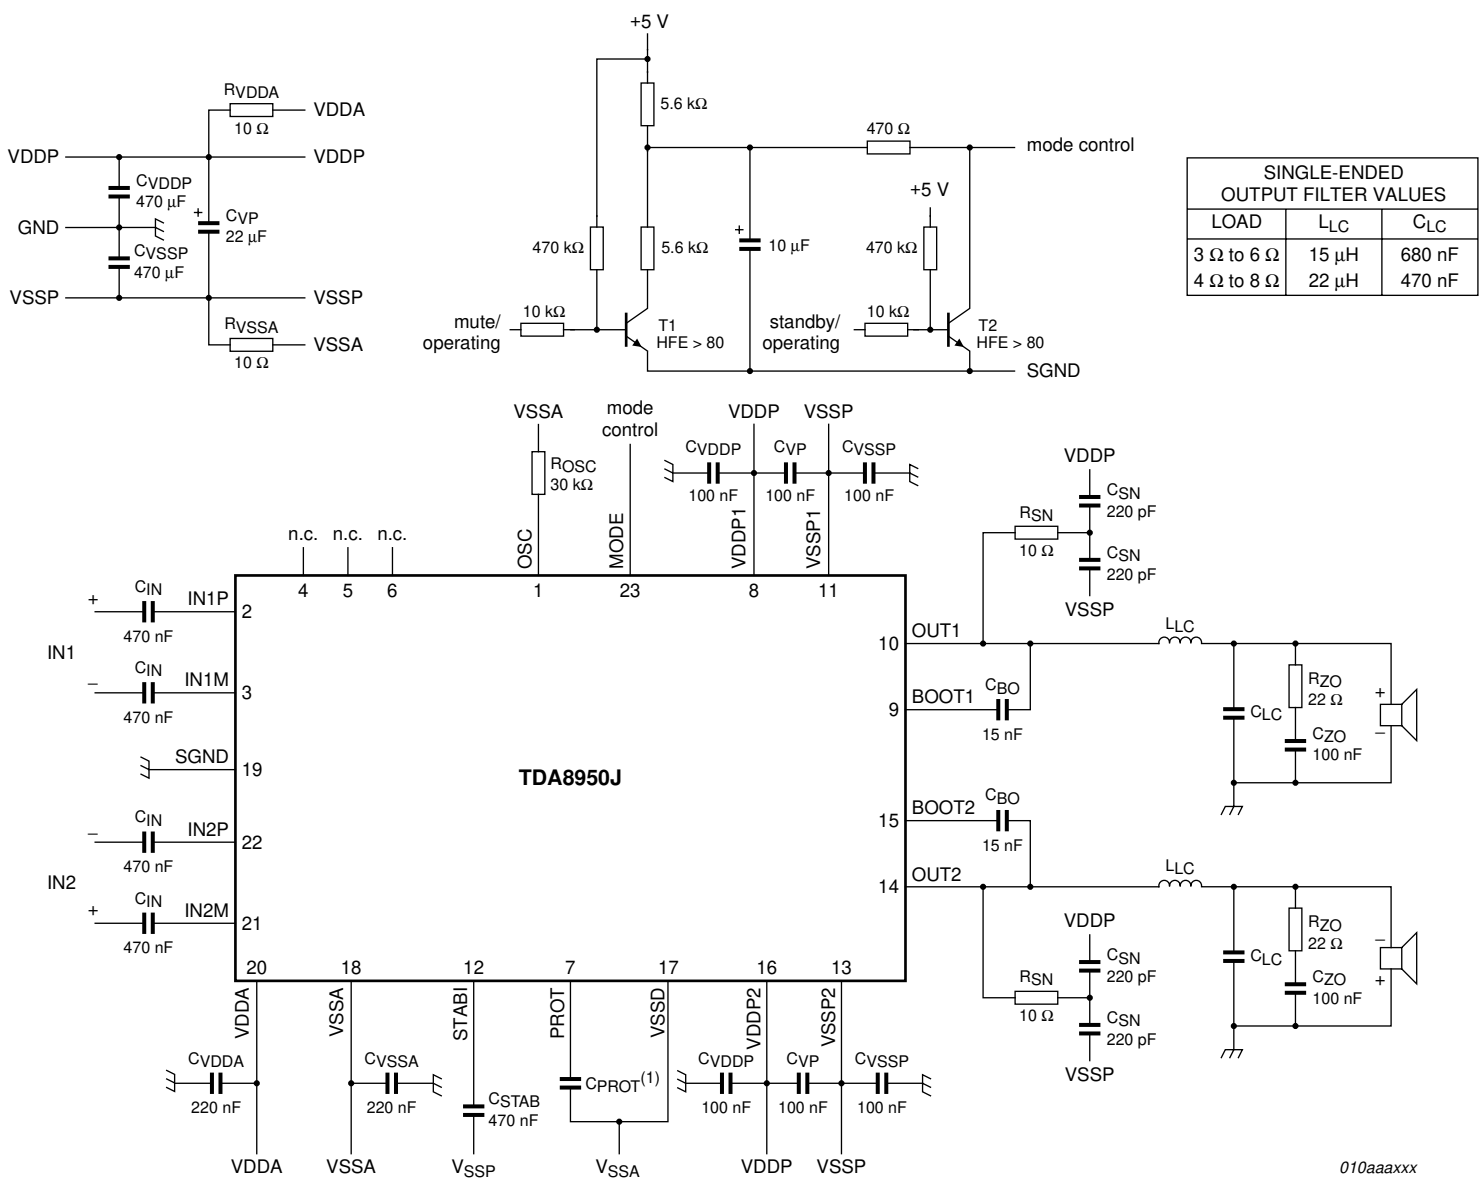 +5 V
RVDDA
VDDA
10 Ω
5.6 kΩ
470 Ω
VDDP
VDDP
mode control
CVDDP
470 μF
+5 V
SINGLE-ENDED
OUTPUT FILTER VALUES
LOAD LLC CLC
3 Ω to 6 Ω 15 μH 680 nF
4 Ω to 8 Ω 22 μH 470 nF
GND
+
CVP
22 μF
CVSSP
470 μF
470 kΩ
5.6 kΩ
+
10 μF
470 kΩ
VSSP
VSSP
RVSSA
VSSA
10 Ω
mute/
operating
10 kΩ
T1
HFE > 80
standby/
operating
10 kΩ
T2
HFE > 80
SGND
VSSA
mode
control
VDDP
VSSP
ROSC
30 kΩ
CVDDP
CVP
CVSSP
100 nF
100 nF
100 nF
VDDP
CSN
220 pF
RSN
10 Ω
CSN
220 pF
VSSP
n.c.
n.c.
n.c.
OSC
MODE
VDDP1
VSSP1
4
5
6
1
23
8
11
+
CIN
IN1P
2
470 nF
IN1
−
CIN
IN1M
3
470 nF
SGND
19
TDA8950J
−
CIN
IN2P
22
470 nF
IN2
+
CIN
IN2M
21
470 nF
10
OUT1
LLC
9
BOOT1
CBO
15 nF
CLC
RZO
22 Ω
CZO
100 nF
+
−
15
BOOT2
CBO
15 nF
14
OUT2
LLC
VDDP
CSN
220 pF
RSN
10 Ω
CSN
220 pF
VSSP
CLC
RZO
22 Ω
CZO
100 nF
−
+
20
18
12
7
17
16
13
VDDA
VSSA
STABI
PROT
VSSD
VDDP2
VSSP2
CVDDA
220 nF
CVSSA
220 nF
CSTAB
470 nF
CPROT(1)
CVDDP
CVP
CVSSP
100 nF
100 nF
100 nF
VDDA
VSSA
VSSP
VSSA
VDDP
VSSP
010aaaxxx